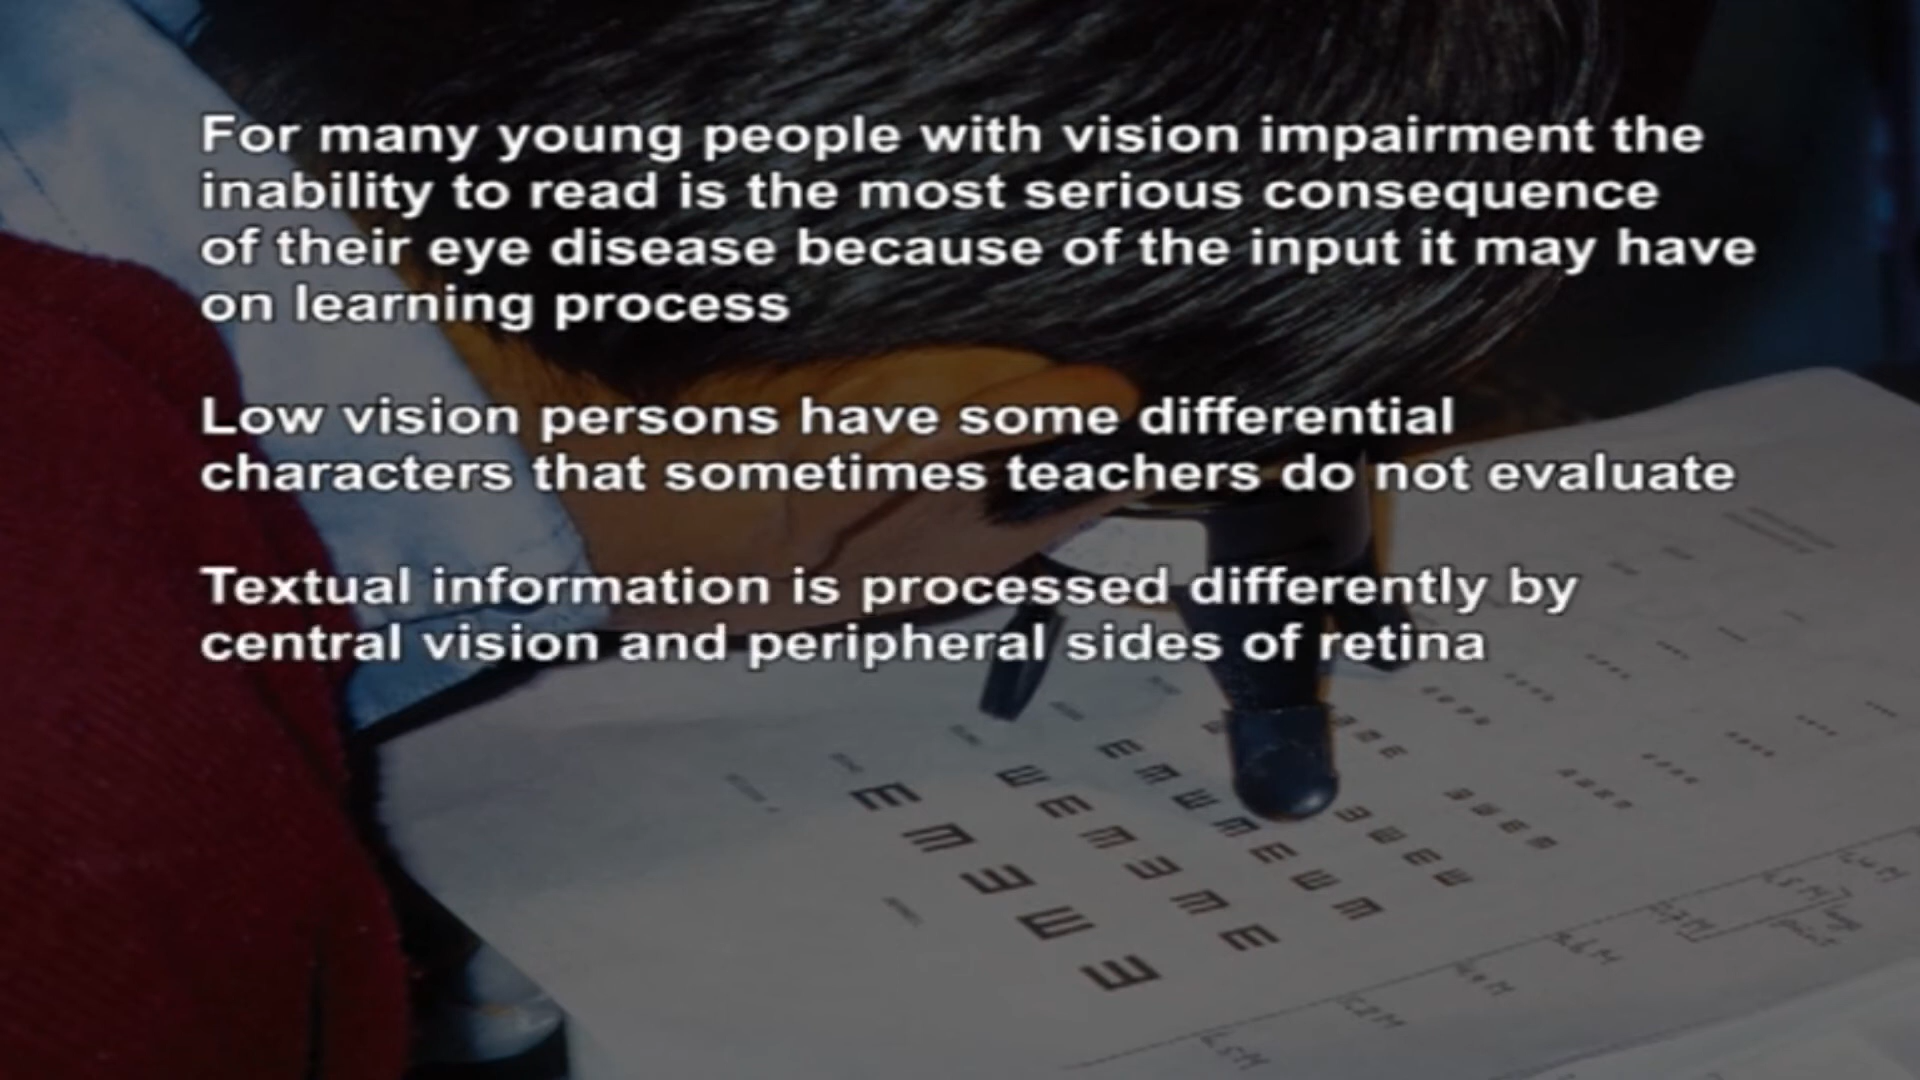 For many young people with vision impairment the
inability to read is the most serious consequence
of their eye disease because of the input it may have
on learning process
Low vision persons have some differential
characters that sometimes teachers do not evaluate
Textual information is processed differently by
central vision and peripheral sides of retina